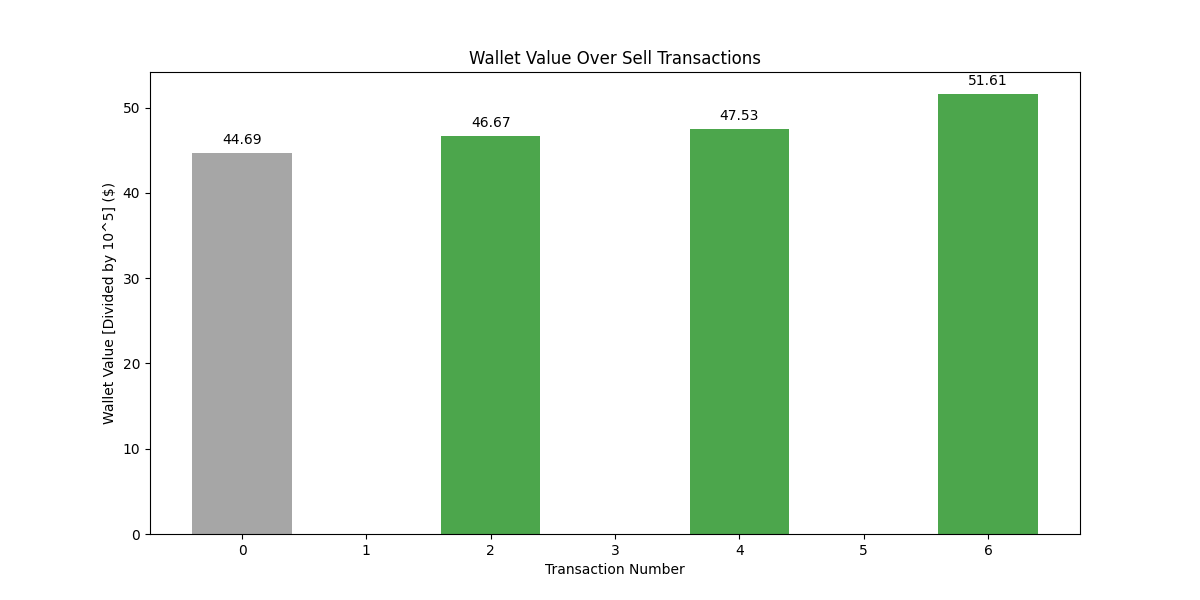 Wallet Value Over Sell Transactions
Wallet Value [Divided by 10^5] ($)
50
40
30
20
10
0
44.69
46.67
47.53
51.61
0 1 2 3 4 5 6
Transaction Number